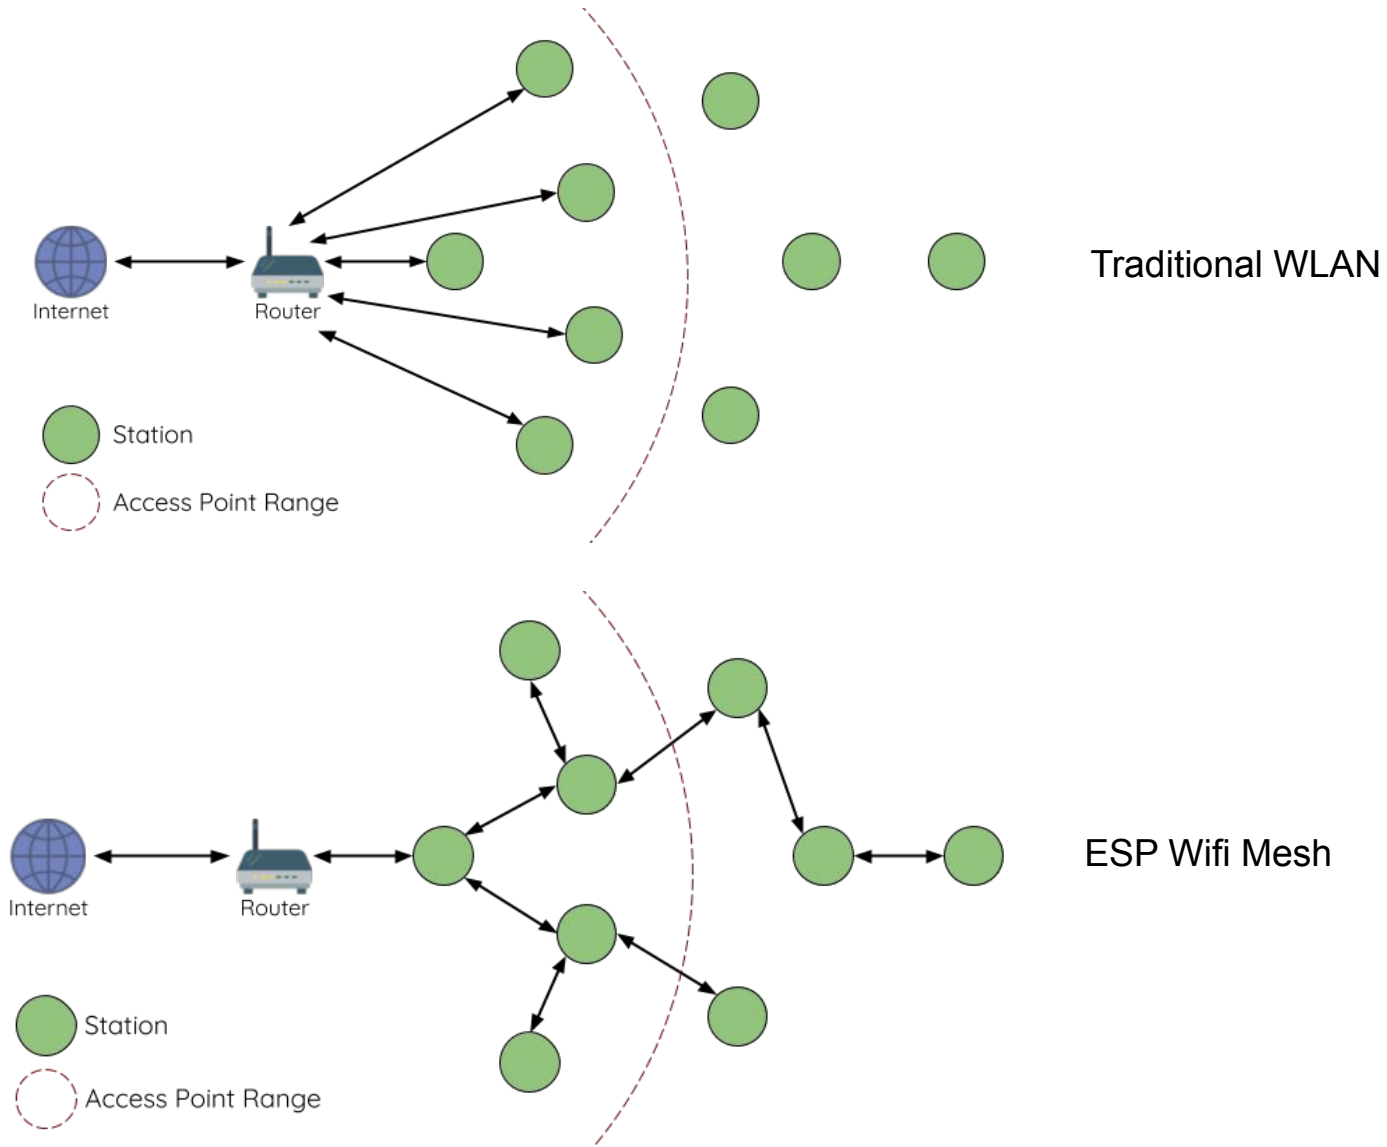 Internet
Router
Traditional WLAN
Station
Access Point Range
Internet
Router
ESP Wifi Mesh
Station
Access Point Range